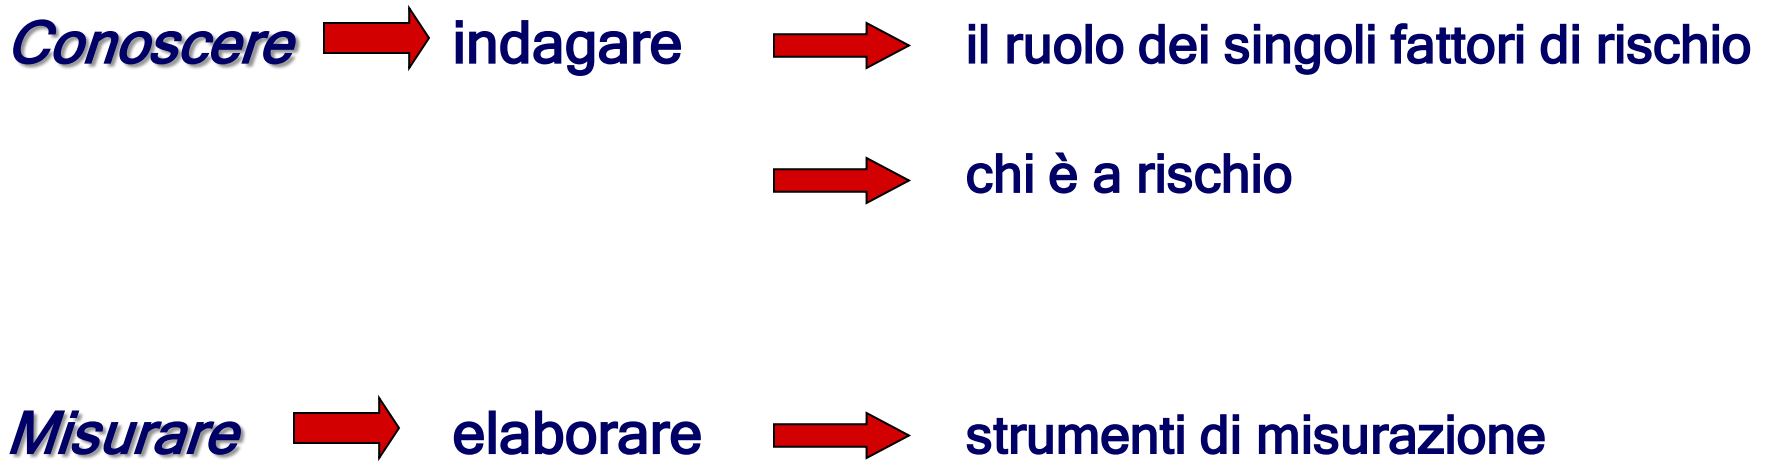 Conoscere indagare il ruolo dei singoli fattori di rischio
chi è a rischio
Misurare elaborare strumenti di misurazione